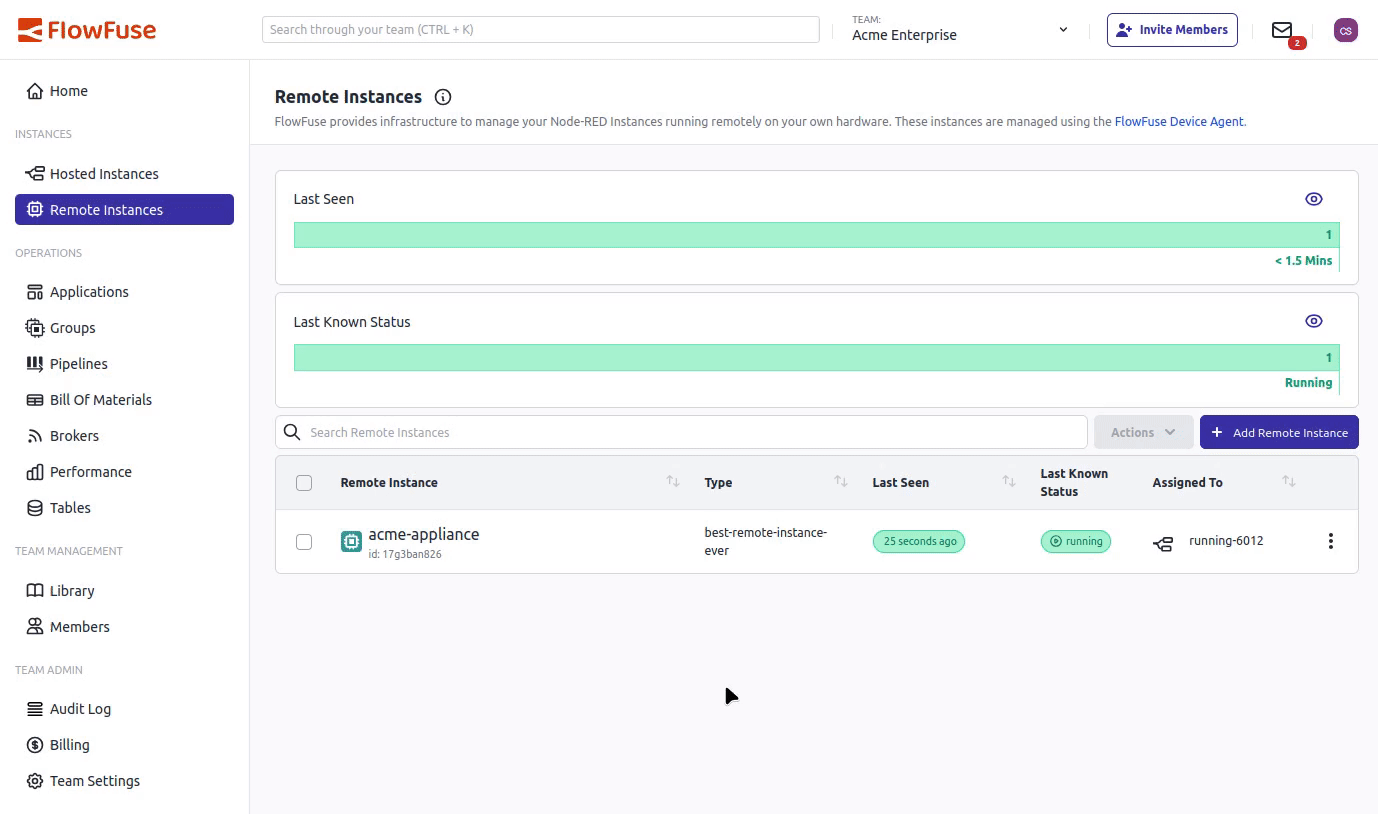 FlowFuse
Search through your team (CTRL + K)
TEAM:
Acme Enterprise
Invite Members
2
CS
Home
INSTANCES
Hosted Instances
Remote Instances
OPERATIONS
Applications
Groups
Pipelines
Bill Of Materials
Brokers
Performance
Tables
TEAM MANAGEMENT
Library
Members
TEAM ADMIN
Audit Log
Billing
Team Settings
Remote Instances
FlowFuse provides infrastructure to manage your Node-RED Instances running remotely on your own hardware. These instances are managed using the FlowFuse Device Agent.
Last Seen
1
< 1.5 Mins
Last Known Status
1
Running
Search Remote Instances
Actions
+ Add Remote Instance
Remote Instance
Type
Last Seen
Last Known
Status
Assigned To
acme-appliance
id: 17g3ban826
best-remote-instance-
ever
25 seconds ago
running
running-6012